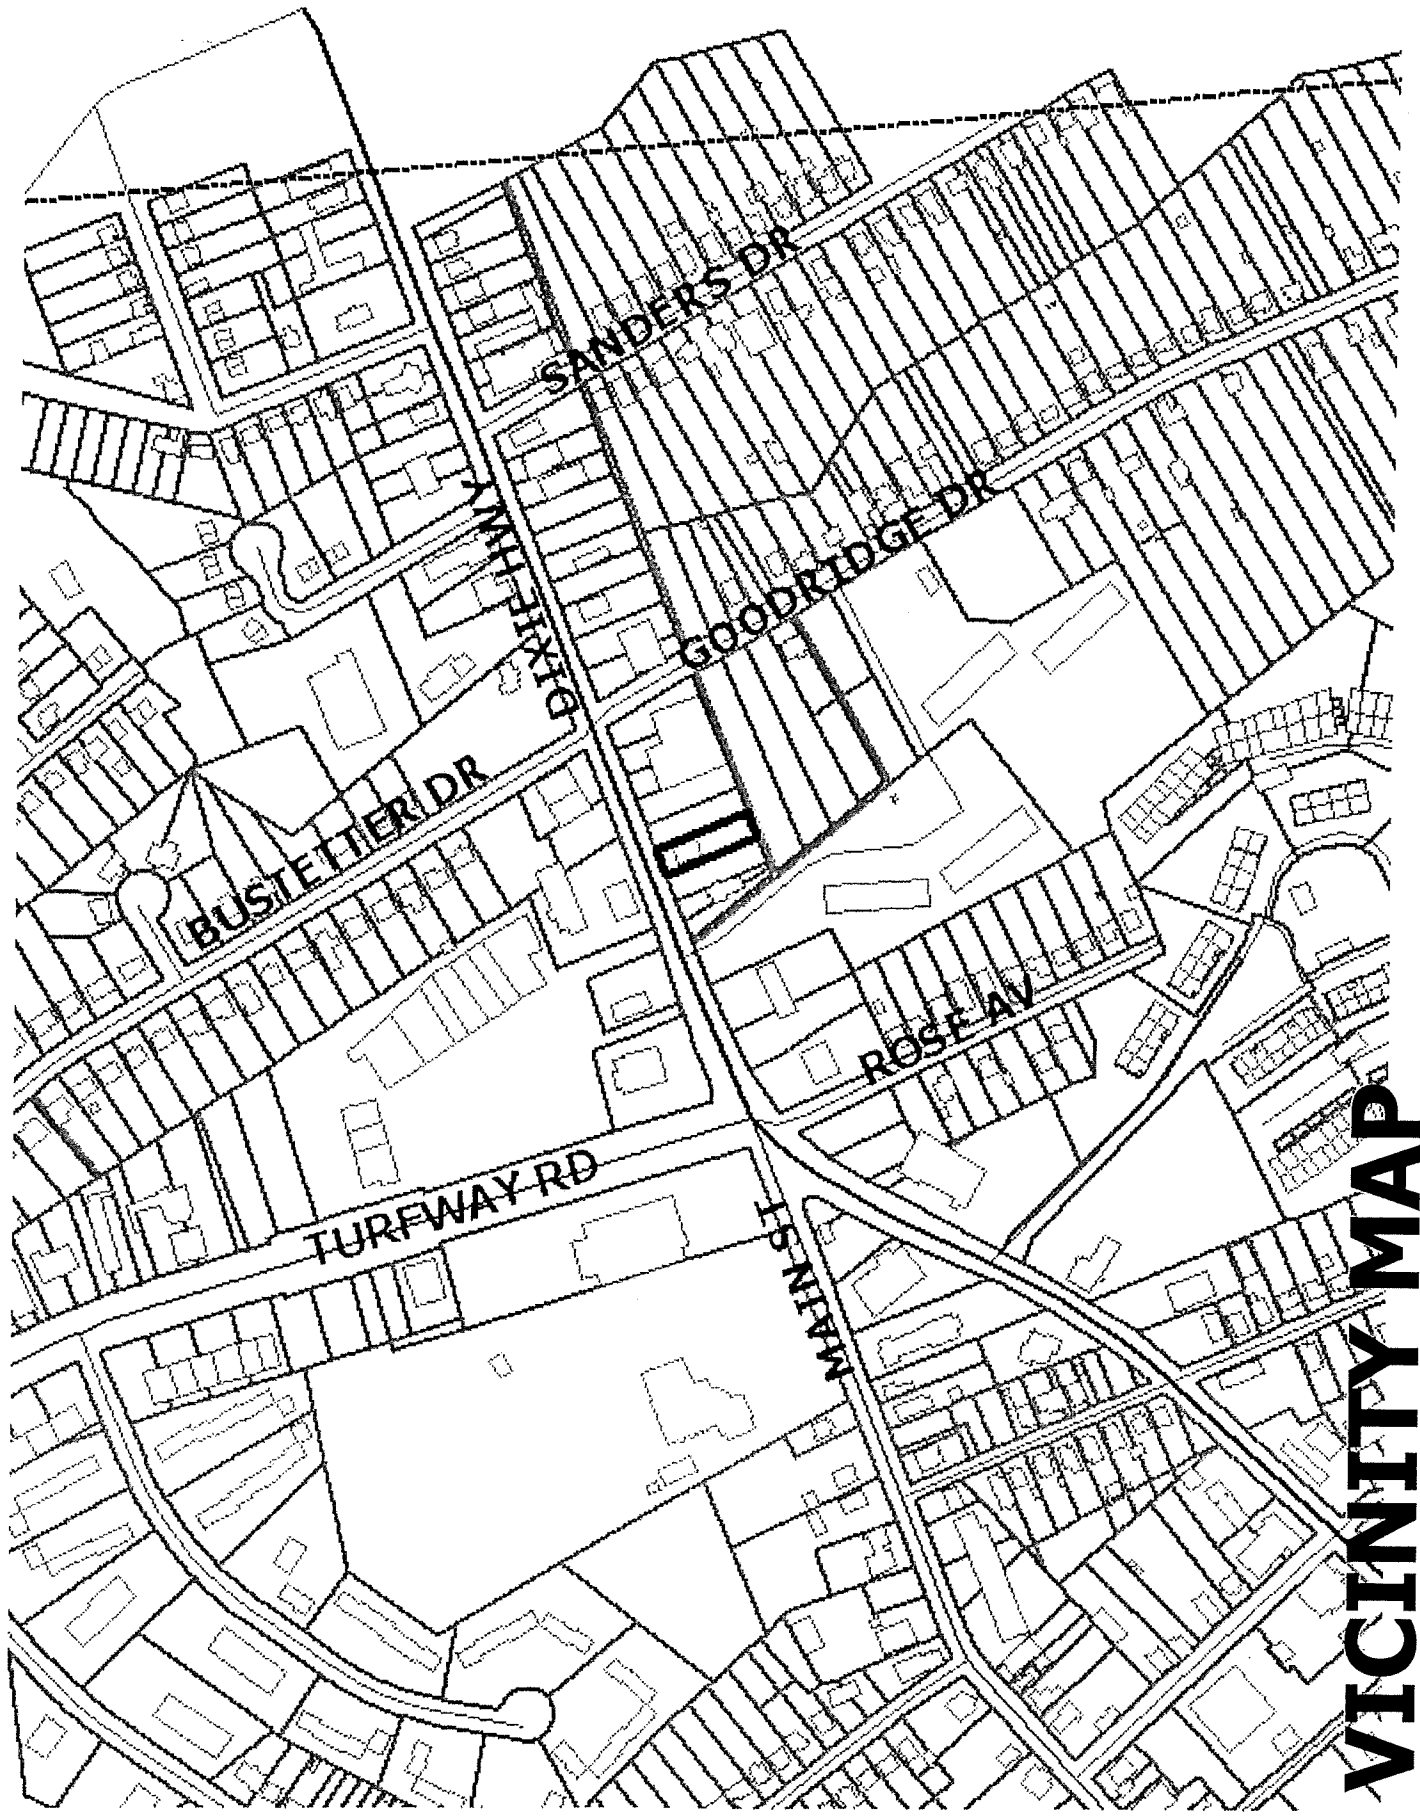 SANDERS DR
DIXIE HWY
GOODRIDGE DR
BUSTETTER DR
ROSE AV
TURFWAY RD
MAIN ST
VICINITY MAP